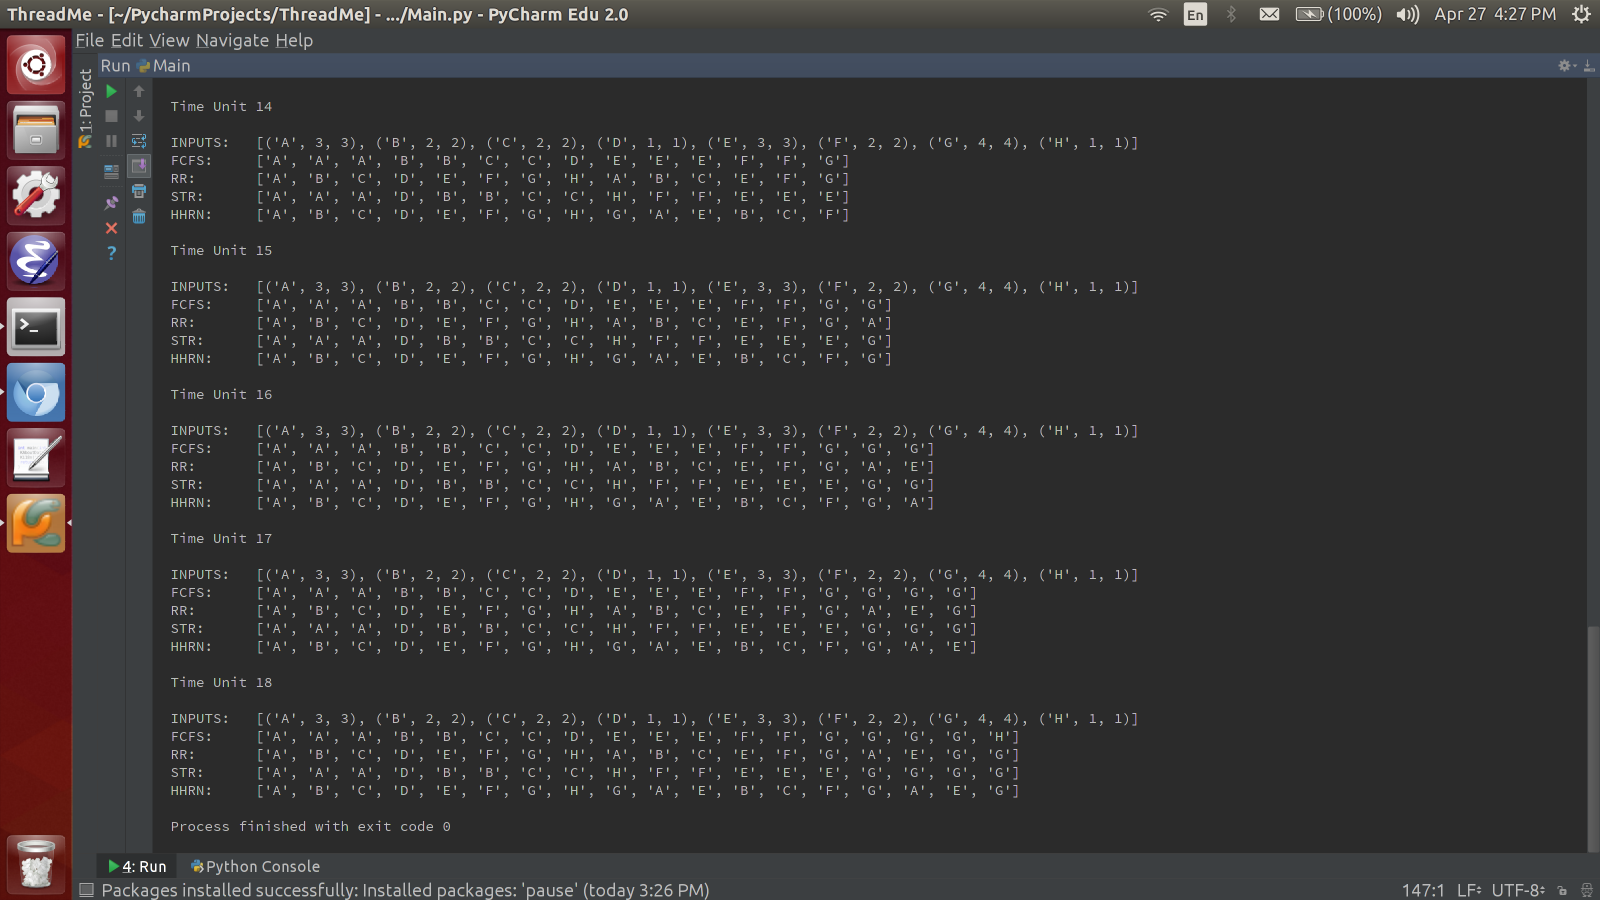 ThreadMe - [~/PycharmProjects/ThreadMe] - .../Main.py - PyCharm Edu 2.0 En (100%) Apr 27 4:27 PM
File Edit View Navigate Help
Run Main
1: Project
Time Unit 14
INPUTS: [('A', 3, 3), ('B', 2, 2), ('C', 2, 2), ('D', 1, 1), ('E', 3, 3), ('F', 2, 2), ('G', 4, 4), ('H', 1, 1)]
FCFS: ['A', 'A', 'A', 'B', 'B', 'C', 'C', 'D', 'E', 'E', 'E', 'F', 'F', 'G']
RR: ['A', 'B', 'C', 'D', 'E', 'F', 'G', 'H', 'A', 'B', 'C', 'E', 'F', 'G']
STR: ['A', 'A', 'A', 'D', 'B', 'B', 'C', 'C', 'H', 'F', 'F', 'E', 'E', 'E']
HHRN: ['A', 'B', 'C', 'D', 'E', 'F', 'G', 'H', 'G', 'A', 'E', 'B', 'C', 'F']
Time Unit 15
INPUTS: [('A', 3, 3), ('B', 2, 2), ('C', 2, 2), ('D', 1, 1), ('E', 3, 3), ('F', 2, 2), ('G', 4, 4), ('H', 1, 1)]
FCFS: ['A', 'A', 'A', 'B', 'B', 'C', 'C', 'D', 'E', 'E', 'E', 'F', 'F', 'G', 'G']
RR: ['A', 'B', 'C', 'D', 'E', 'F', 'G', 'H', 'A', 'B', 'C', 'E', 'F', 'G', 'A']
STR: ['A', 'A', 'A', 'D', 'B', 'B', 'C', 'C', 'H', 'F', 'F', 'E', 'E', 'E', 'G']
HHRN: ['A', 'B', 'C', 'D', 'E', 'F', 'G', 'H', 'G', 'A', 'E', 'B', 'C', 'F', 'G']
Time Unit 16
INPUTS: [('A', 3, 3), ('B', 2, 2), ('C', 2, 2), ('D', 1, 1), ('E', 3, 3), ('F', 2, 2), ('G', 4, 4), ('H', 1, 1)]
FCFS: ['A', 'A', 'A', 'B', 'B', 'C', 'C', 'D', 'E', 'E', 'E', 'F', 'F', 'G', 'G', 'G']
RR: ['A', 'B', 'C', 'D', 'E', 'F', 'G', 'H', 'A', 'B', 'C', 'E', 'F', 'G', 'A', 'E']
STR: ['A', 'A', 'A', 'D', 'B', 'B', 'C', 'C', 'H', 'F', 'F', 'E', 'E', 'E', 'G', 'G']
HHRN: ['A', 'B', 'C', 'D', 'E', 'F', 'G', 'H', 'G', 'A', 'E', 'B', 'C', 'F', 'G', 'A']
Time Unit 17
INPUTS: [('A', 3, 3), ('B', 2, 2), ('C', 2, 2), ('D', 1, 1), ('E', 3, 3), ('F', 2, 2), ('G', 4, 4), ('H', 1, 1)]
FCFS: ['A', 'A', 'A', 'B', 'B', 'C', 'C', 'D', 'E', 'E', 'E', 'F', 'F', 'G', 'G', 'G', 'G']
RR: ['A', 'B', 'C', 'D', 'E', 'F', 'G', 'H', 'A', 'B', 'C', 'E', 'F', 'G', 'A', 'E', 'G']
STR: ['A', 'A', 'A', 'D', 'B', 'B', 'C', 'C', 'H', 'F', 'F', 'E', 'E', 'E', 'G', 'G', 'G']
HHRN: ['A', 'B', 'C', 'D', 'E', 'F', 'G', 'H', 'G', 'A', 'E', 'B', 'C', 'F', 'G', 'A', 'E']
Time Unit 18
INPUTS: [('A', 3, 3), ('B', 2, 2), ('C', 2, 2), ('D', 1, 1), ('E', 3, 3), ('F', 2, 2), ('G', 4, 4), ('H', 1, 1)]
FCFS: ['A', 'A', 'A', 'B', 'B', 'C', 'C', 'D', 'E', 'E', 'E', 'F', 'F', 'G', 'G', 'G', 'G', 'H']
RR: ['A', 'B', 'C', 'D', 'E', 'F', 'G', 'H', 'A', 'B', 'C', 'E', 'F', 'G', 'A', 'E', 'G', 'G']
STR: ['A', 'A', 'A', 'D', 'B', 'B', 'C', 'C', 'H', 'F', 'F', 'E', 'E', 'E', 'G', 'G', 'G', 'G']
HHRN: ['A', 'B', 'C', 'D', 'E', 'F', 'G', 'H', 'G', 'A', 'E', 'B', 'C', 'F', 'G', 'A', 'E', 'G']
Process finished with exit code 0
4: Run Python Console
Packages installed successfully: Installed packages: 'pause' (today 3:26 PM) 147:1 LF UTF-8